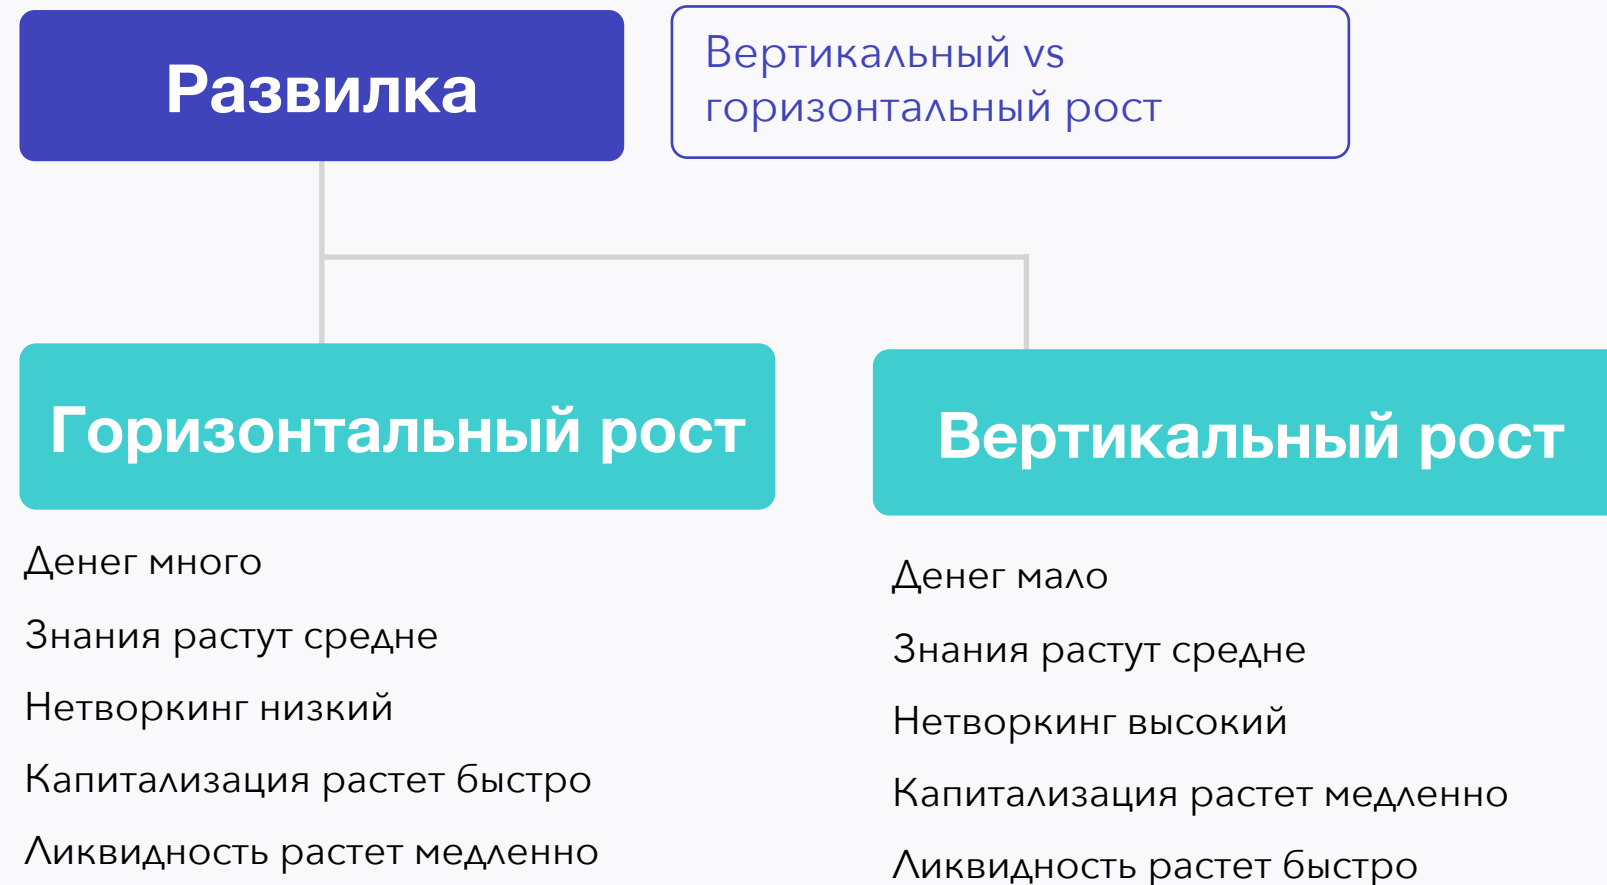 Развилка
Вертикальный vs
горизонтальный рост
Горизонтальный рост
Денег много
Знания растут средне
Нетворкинг низкий
Капитализация растет быстро
Ликвидность растет медленно
Вертикальный рост
Денег мало
Знания растут средне
Нетворкинг высокий
Капитализация растет медленно
Ликвидность растет быстро